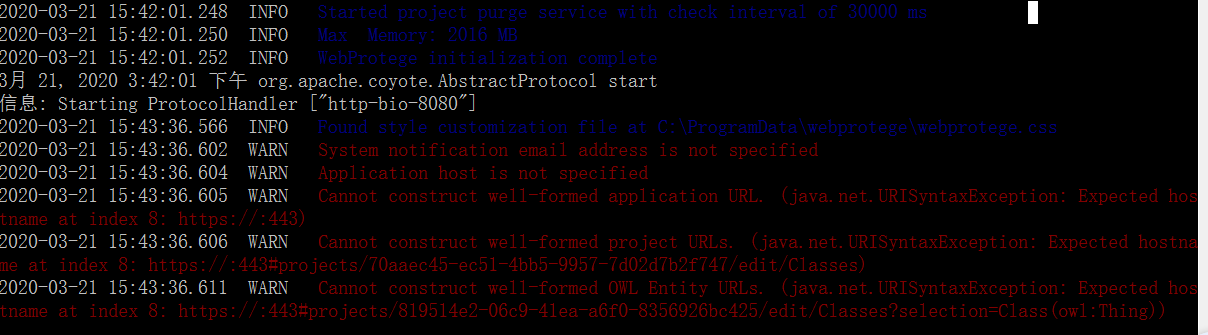 2020-03-21 15:42:01.248  INFO   Started project purge service with check interval of 30000 ms
2020-03-21 15:42:01.250  INFO   Max  Memory: 2016 MB
2020-03-21 15:42:01.252  INFO   WebProtege initialization complete
3月 21, 2020 3:42:01 下午 org.apache.coyote.AbstractProtocol start
信息: Starting ProtocolHandler ["http-bio-8080"]
2020-03-21 15:43:36.566  INFO   Found style customization file at C:\ProgramData\webprotege\webprotege.css
2020-03-21 15:43:36.602  WARN   System notification email address is not specified
2020-03-21 15:43:36.604  WARN   Application host is not specified
2020-03-21 15:43:36.605  WARN   Cannot construct well-formed application URL. (java.net.URISyntaxException: Expected hos
tname at index 8: https://:443)
2020-03-21 15:43:36.606  WARN   Cannot construct well-formed project URLs. (java.net.URISyntaxException: Expected hostna
me at index 8: https://:443#projects/70aaec45-ec51-4bb5-9957-7d02d7b2f747/edit/Classes)
2020-03-21 15:43:36.611  WARN   Cannot construct well-formed OWL Entity URLs. (java.net.URISyntaxException: Expected hos
tname at index 8: https://:443#projects/819514e2-06c9-41ea-a6f0-8356926bc425/edit/Classes?selection=Class(owl:Thing))